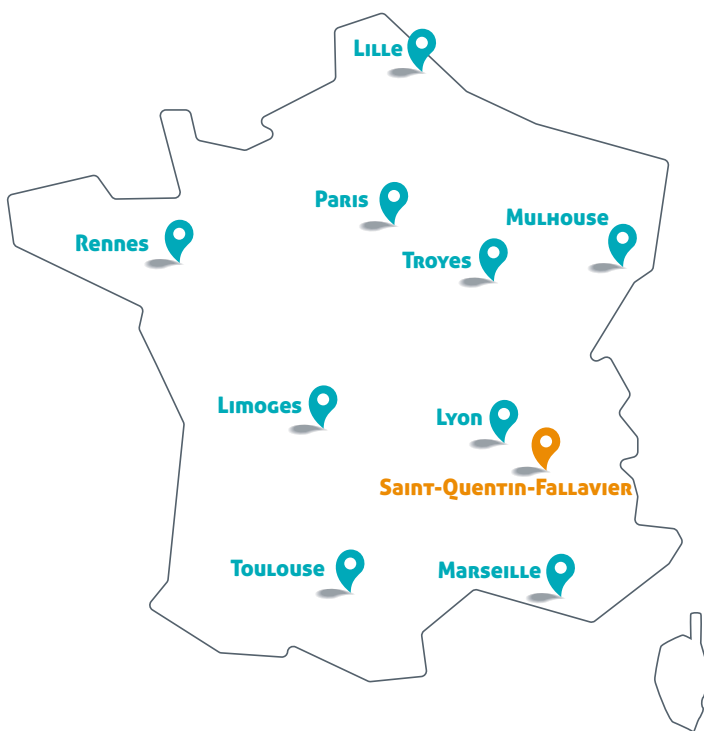 Lille
Paris
Mulhouse
Rennes
Troyes
Limoges
Lyon
Saint-Quentin-Fallavier
Toulouse
Marseille